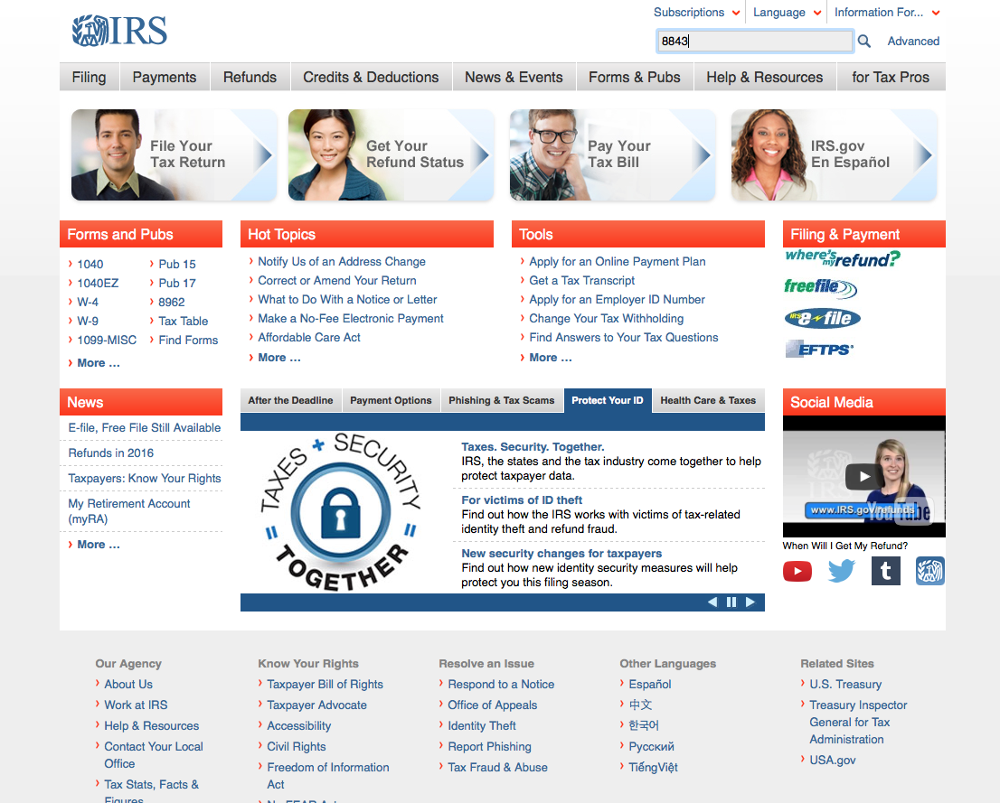 IRS
Subscriptions
Language
Information For...
8843
Advanced
Filing
Payments
Refunds
Credits & Deductions
News & Events
Forms & Pubs
Help & Resources
for Tax Pros
File Your
Tax Return
Get Your
Refund Status
Pay Your
Tax Bill
IRS.gov
En Español
Forms and Pubs
1040
1040EZ
W-4
W-9
1099-MISC
Pub 15
Pub 17
8962
Tax Table
Find Forms
More ...
Hot Topics
Notify Us of an Address Change
Correct or Amend Your Return
What to Do With a Notice or Letter
Make a No-Fee Electronic Payment
Affordable Care Act
More ...
Tools
Apply for an Online Payment Plan
Get a Tax Transcript
Apply for an Employer ID Number
Change Your Tax Withholding
Find Answers to Your Tax Questions
More ...
Filing & Payment
where's my refund?
freefile
IRS e-file
EFTPS
News
E-file, Free File Still Available
Refunds in 2016
Taxpayers: Know Your Rights
My Retirement Account
(myRA)
More ...
After the Deadline
Payment Options
Phishing & Tax Scams
Protect Your ID
Health Care & Taxes
TAXES + SECURITY
= TOGETHER =
Taxes. Security. Together.
IRS, the states and the tax industry come together to help
protect taxpayer data.
For victims of ID theft
Find out how the IRS works with victims of tax-related
identity theft and refund fraud.
New security changes for taxpayers
Find out how new identity security measures will help
protect you this filing season.
Social Media
IRS
www.IRS.gov/refunds
YouTube
When Will I Get My Refund?
t
Our Agency
About Us
Work at IRS
Help & Resources
Contact Your Local
Office
Tax Stats, Facts &
Figures
Know Your Rights
Taxpayer Bill of Rights
Taxpayer Advocate
Accessibility
Civil Rights
Freedom of Information
Act
No FEAR Act
Resolve an Issue
Respond to a Notice
Office of Appeals
Identity Theft
Report Phishing
Tax Fraud & Abuse
Other Languages
Español
中文
한국어
Русский
TiếngViệt
Related Sites
U.S. Treasury
Treasury Inspector
General for Tax
Administration
USA.gov